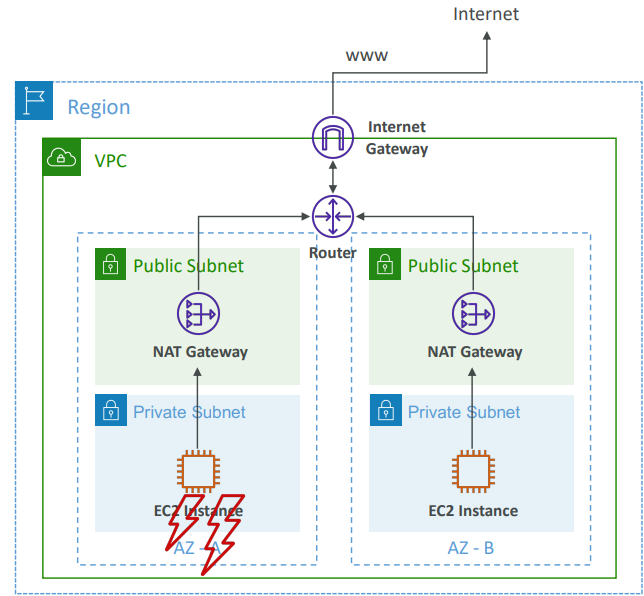 Internet
www
Region
Internet
Gateway
VPC
Router
Public Subnet
Public Subnet
NAT Gateway
NAT Gateway
Private Subnet
Private Subnet
EC2 Instance
EC2 Instance
AZ - A
AZ - B